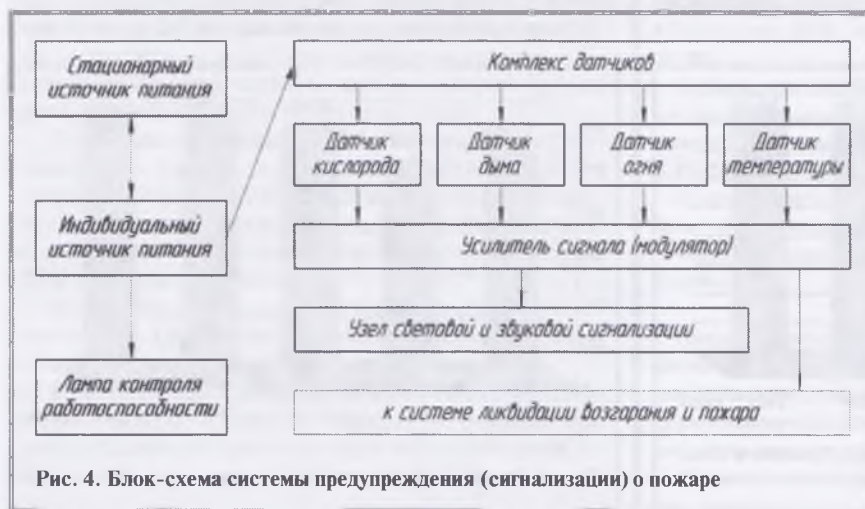 Стационарный
источник питания
Индивидуальный
источник питания
Лампа контроля
работоспособности
Комплекс датчиков
Датчик
кислорода
Датчик
дыма
Датчик
огня
Датчик
температуры
Усилитель сигнала (модулятор)
Узел световой и звуковой сигнализации
к системе ликвидации возгарания и пожара
Рис. 4. Блок-схема системы предупреждения (сигнализации) о пожаре